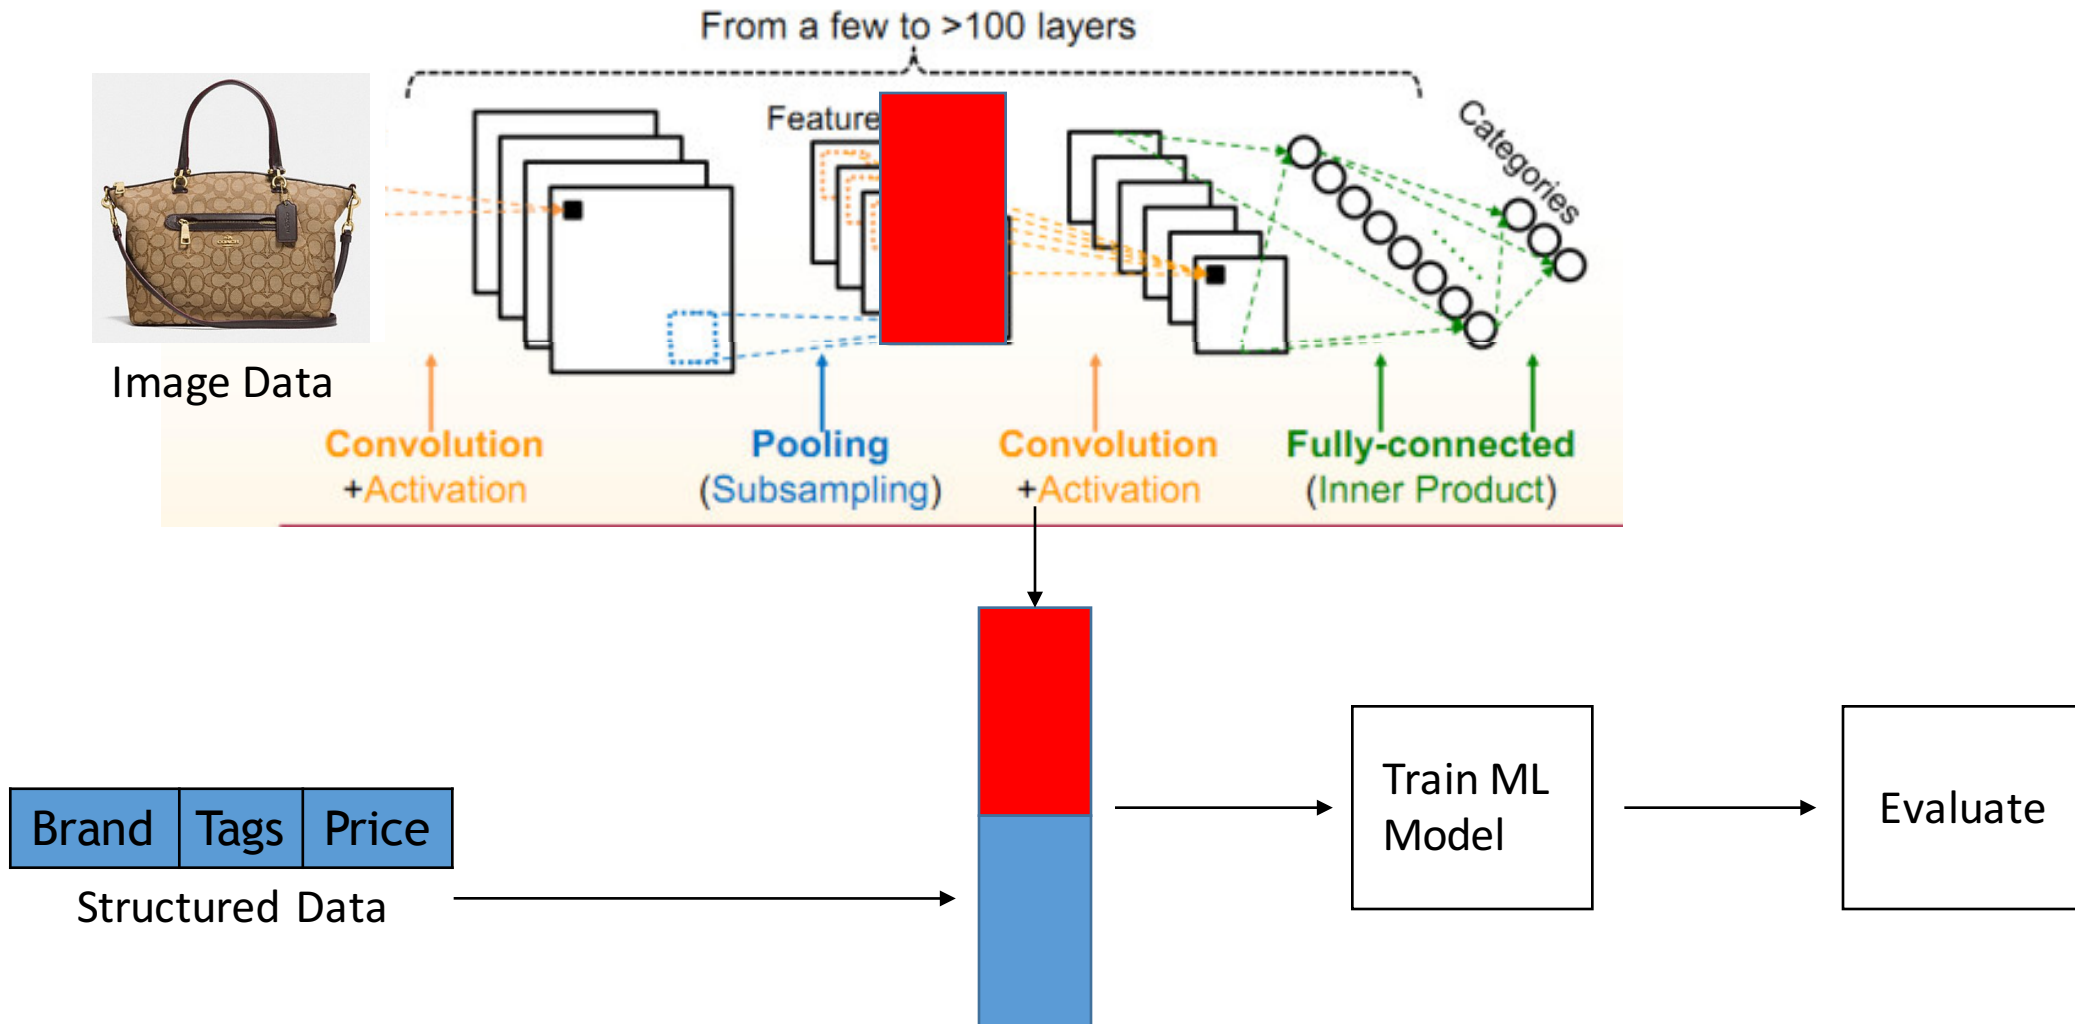 From a few to >100 layers
Feature
Categories
Image Data
COACH
Convolution
+Activation
Pooling
(Subsampling)
Convolution
+Activation
Fully-connected
(Inner Product)
Brand Tags Price
Structured Data
Train ML
Model
Evaluate